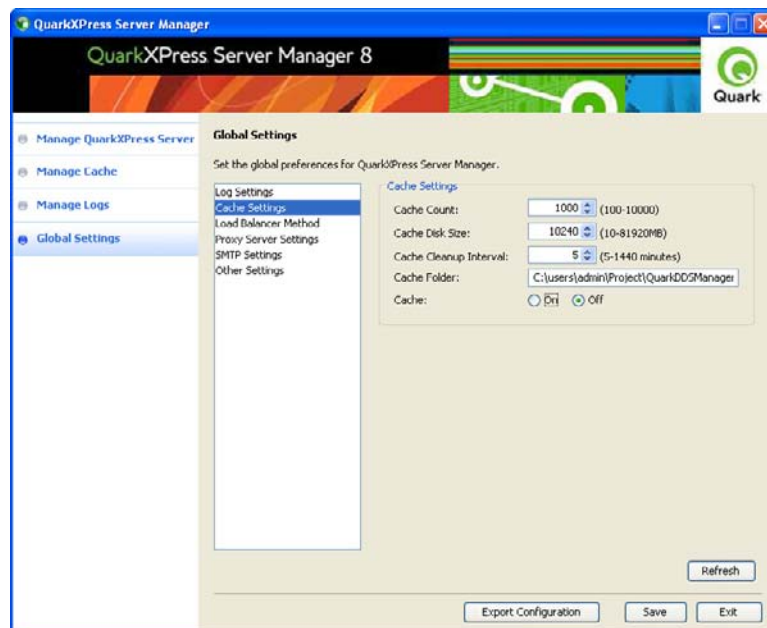 QuarkXPress Server Manager
QuarkXPress Server Manager 8
Quark
Manage QuarkXPress Server
Manage Cache
Manage Logs
Global Settings
Global Settings
Set the global preferences for QuarkXPress Server Manager.
Log Settings
Cache Settings
Load Balancer Method
Proxy Server Settings
SMTP Settings
Other Settings
Cache Settings
Cache Count: 1000 (100-10000)
Cache Disk Size: 10240 (10-81920MB)
Cache Cleanup Interval: 5 (5-1440 minutes)
Cache Folder: C:\users\admin\Project\QuarkDDSManager
Cache: On Off
Refresh
Export Configuration Save Exit